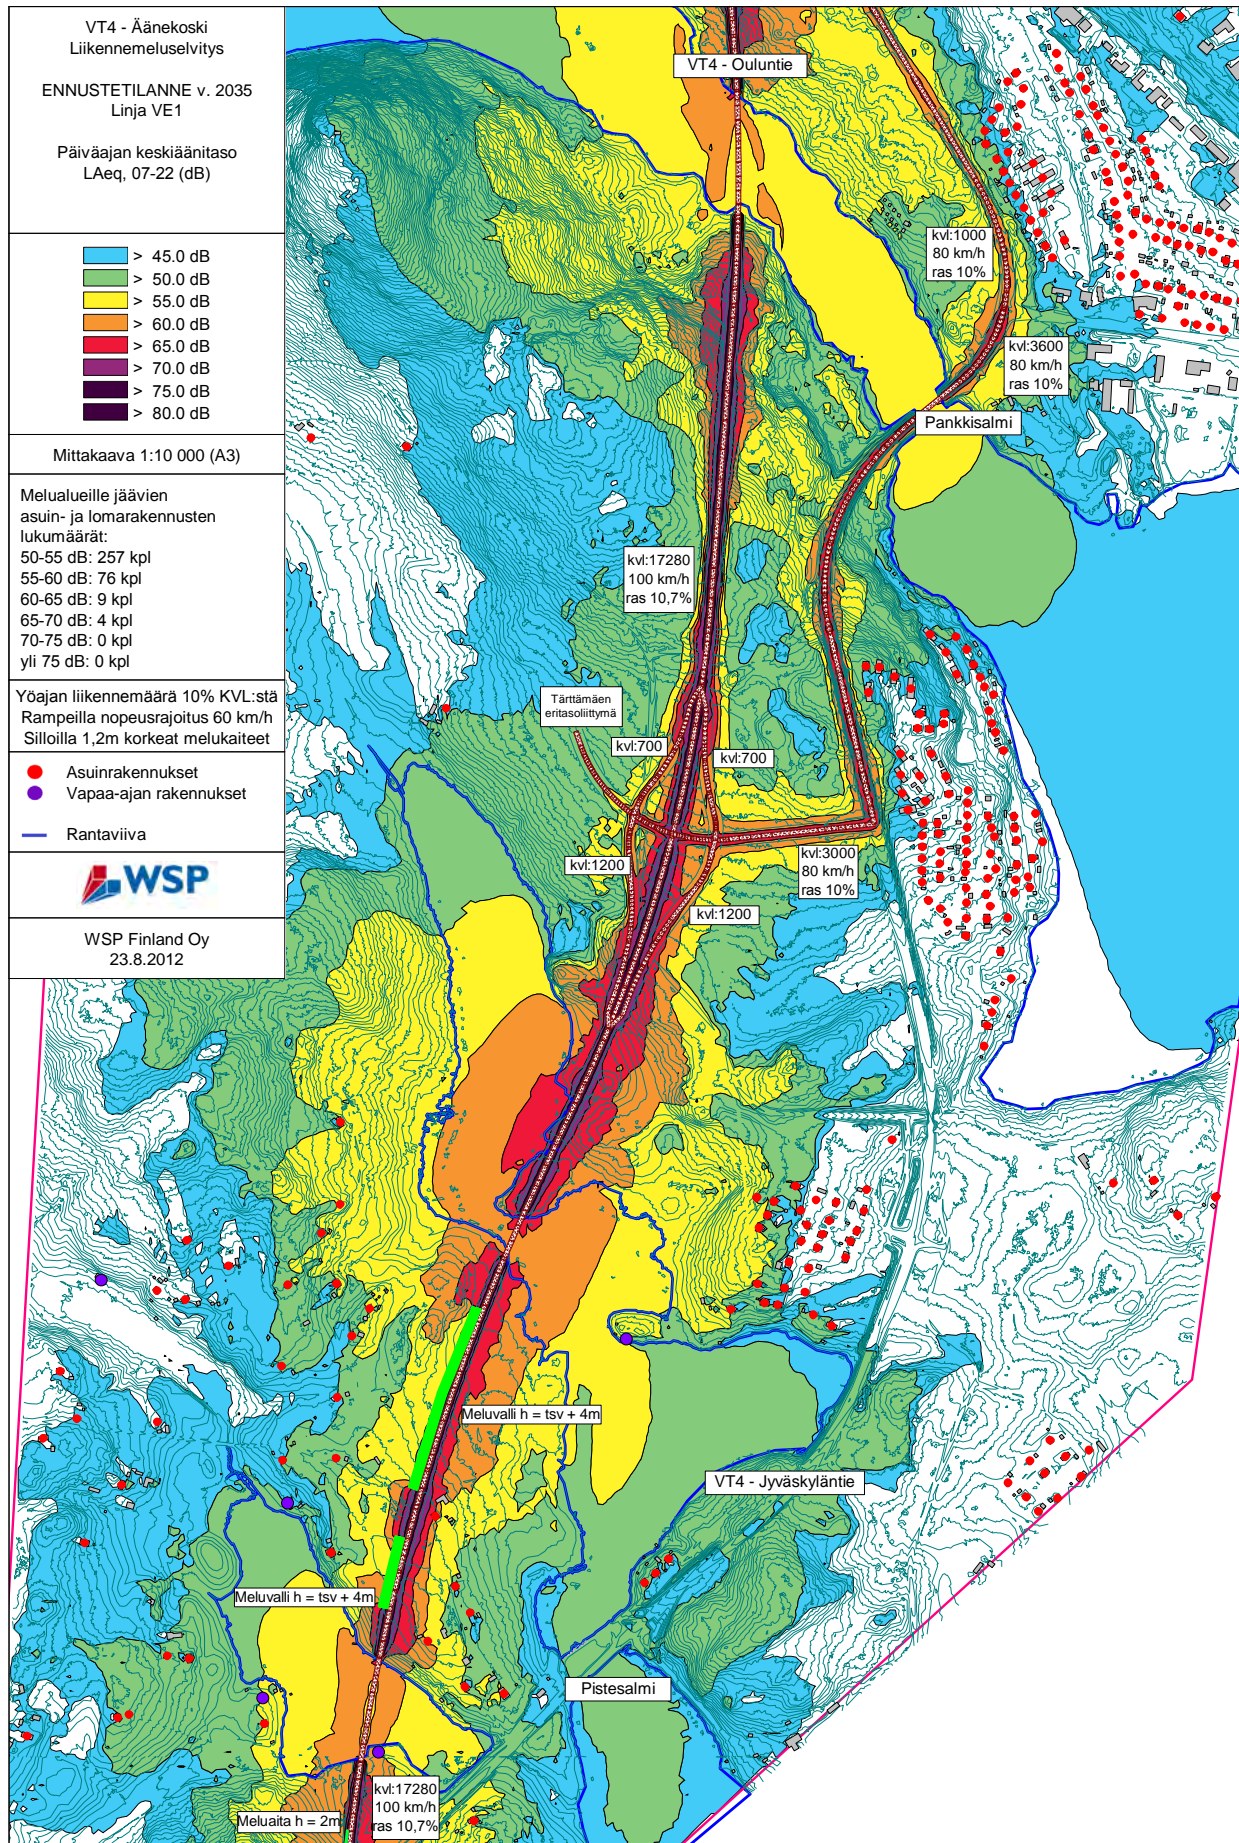 VT4 - Äänekoski
Liikennemeluselvitys
ENNUSTETILANNE v. 2035
Linja VE1
Päiväajan keskiäänitaso
LAeq, 07-22 (dB)
> 45.0 dB
> 50.0 dB
> 55.0 dB
> 60.0 dB
> 65.0 dB
> 70.0 dB
> 75.0 dB
> 80.0 dB
Mittakaava 1:10 000 (A3)
Melualueille jäävien
asuin- ja lomarakennusten
lukumäärät:
50-55 dB: 257 kpl
55-60 dB: 76 kpl
60-65 dB: 9 kpl
65-70 dB: 4 kpl
70-75 dB: 0 kpl
yli 75 dB: 0 kpl
Yöajan liikennemäärä 10% KVL:stä
Rampeilla nopeusrajoitus 60 km/h
Silloilla 1,2m korkeat melukaiteet
Asuinrakennukset
Vapaa-ajan rakennukset
Rantaviiva
WSP
WSP Finland Oy
23.8.2012
VT4 - Ouluntie
kvl:1000
80 km/h
ras 10%
kvl:3600
80 km/h
ras 10%
Pankkisalmi
kvl:17280
100 km/h
ras 10,7%
Tärttämäen
eritasoliittymä
kvl:700
kvl:700
kvl:1200
kvl:3000
80 km/h
ras 10%
kvl:1200
Meluvalli h = tsv + 4m
VT4 - Jyväskyläntie
Meluvalli h = tsv + 4m
Pistesalmi
kvl:17280
100 km/h
ras 10,7%
Meluaita h = 2m